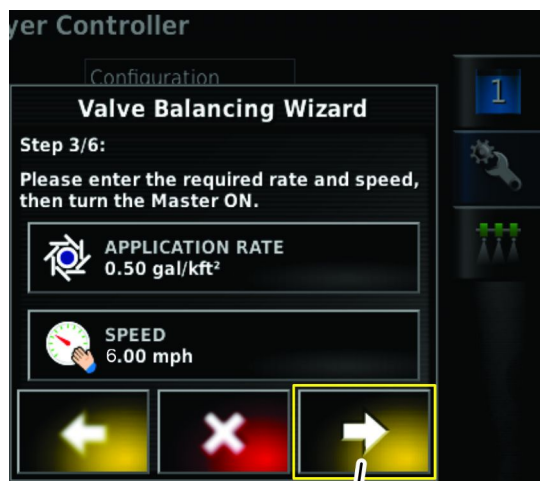 yer Controller
Configuration
1
Valve Balancing Wizard
Step 3/6:
Please enter the required rate and speed,
then turn the Master ON.
APPLICATION RATE
0.50 gal/kft²
SPEED
6.00 mph